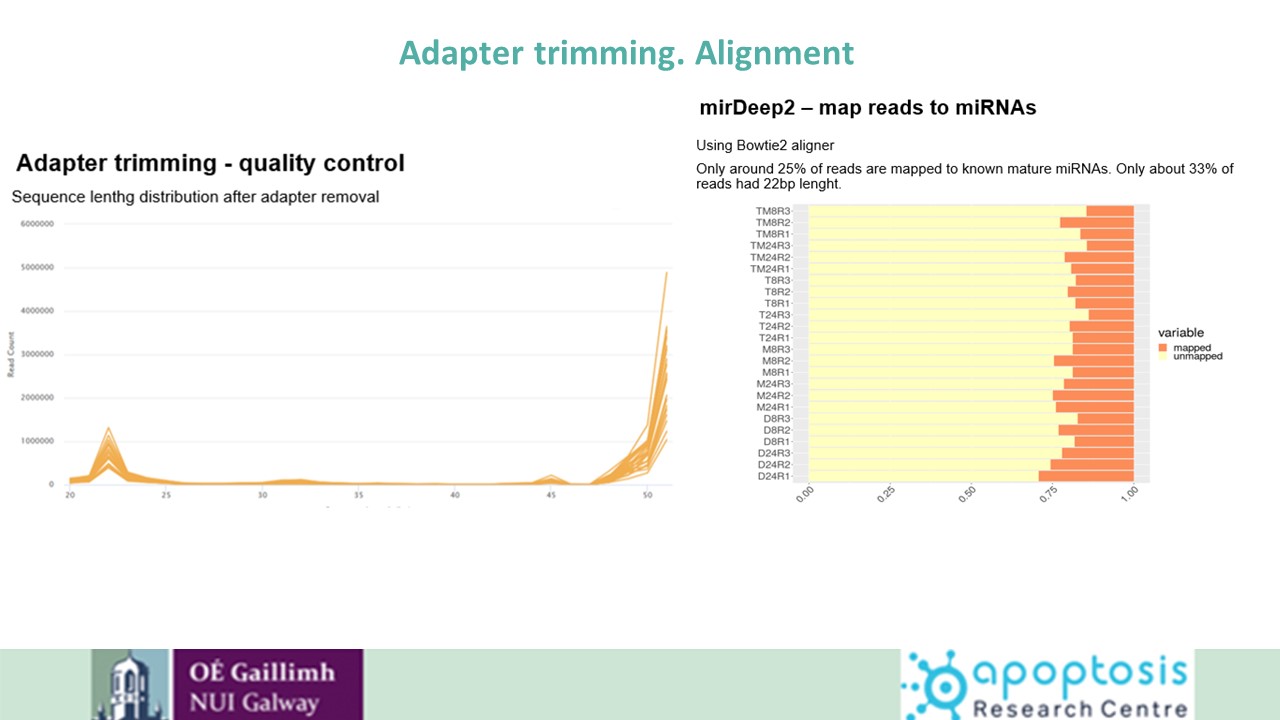 Adapter trimming. Alignment
Adapter trimming - quality control
Sequence lenthg distribution after adapter removal
6000000
5000000
4000000
3000000
2000000
1000000
0
Read Count
20
25
30
35
40
45
50
mirDeep2 – map reads to miRNAs
Using Bowtie2 aligner
Only around 25% of reads are mapped to known mature miRNAs. Only about 33% of
reads had 22bp lenght.
TM8R3
TM8R2
TM8R1
TM24R3
TM24R2
TM24R1
T8R3
T8R2
T8R1
T24R3
T24R2
T24R1
M8R3
M8R2
M8R1
M24R3
M24R2
M24R1
D8R3
D8R2
D8R1
D24R3
D24R2
D24R1
0.00
0.25
0.50
0.75
1.00
variable
mapped
unmapped
OÉ Gaillimh
NUI Galway
apoptosis
Research Centre